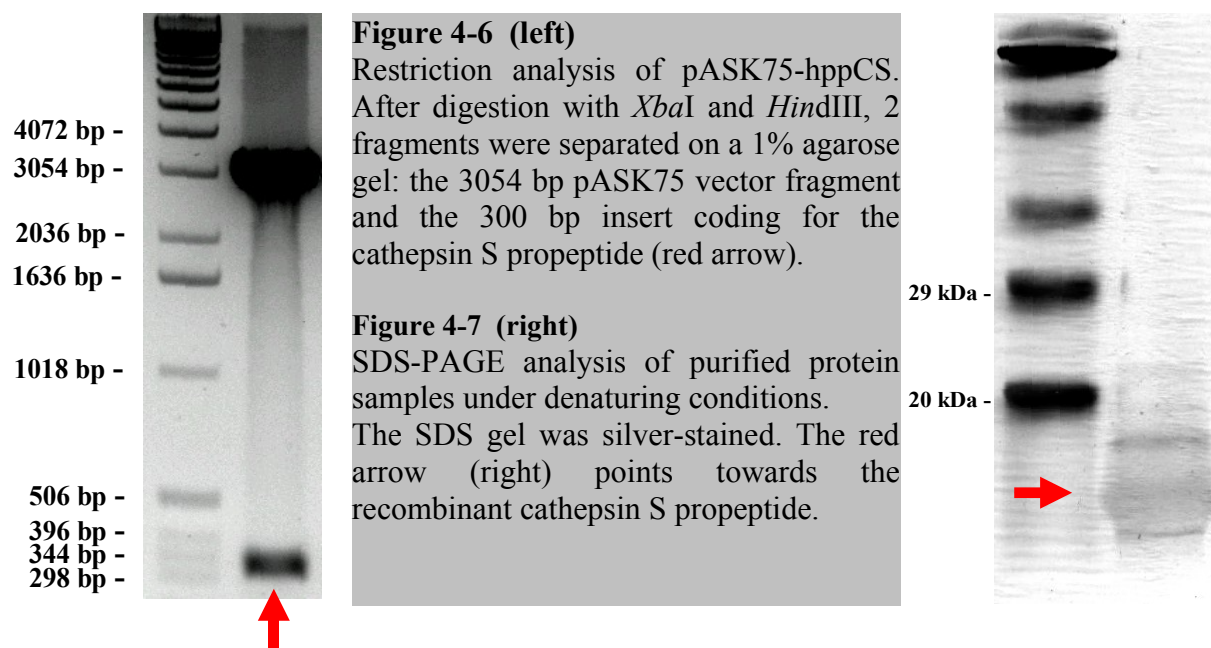 4072 bp -
3054 bp -
2036 bp -
1636 bp -
1018 bp -
506 bp -
396 bp -
344 bp -
298 bp -
Figure 4-6 (left)
Restriction analysis of pASK75-hppCS.
After digestion with XbaI and HindIII, 2
fragments were separated on a 1% agarose
gel: the 3054 bp pASK75 vector fragment
and the 300 bp insert coding for the
cathepsin S propeptide (red arrow).
Figure 4-7 (right)
SDS-PAGE analysis of purified protein
samples under denaturing conditions.
The SDS gel was silver-stained. The red
arrow (right) points towards the
recombinant cathepsin S propeptide.
29 kDa -
20 kDa -